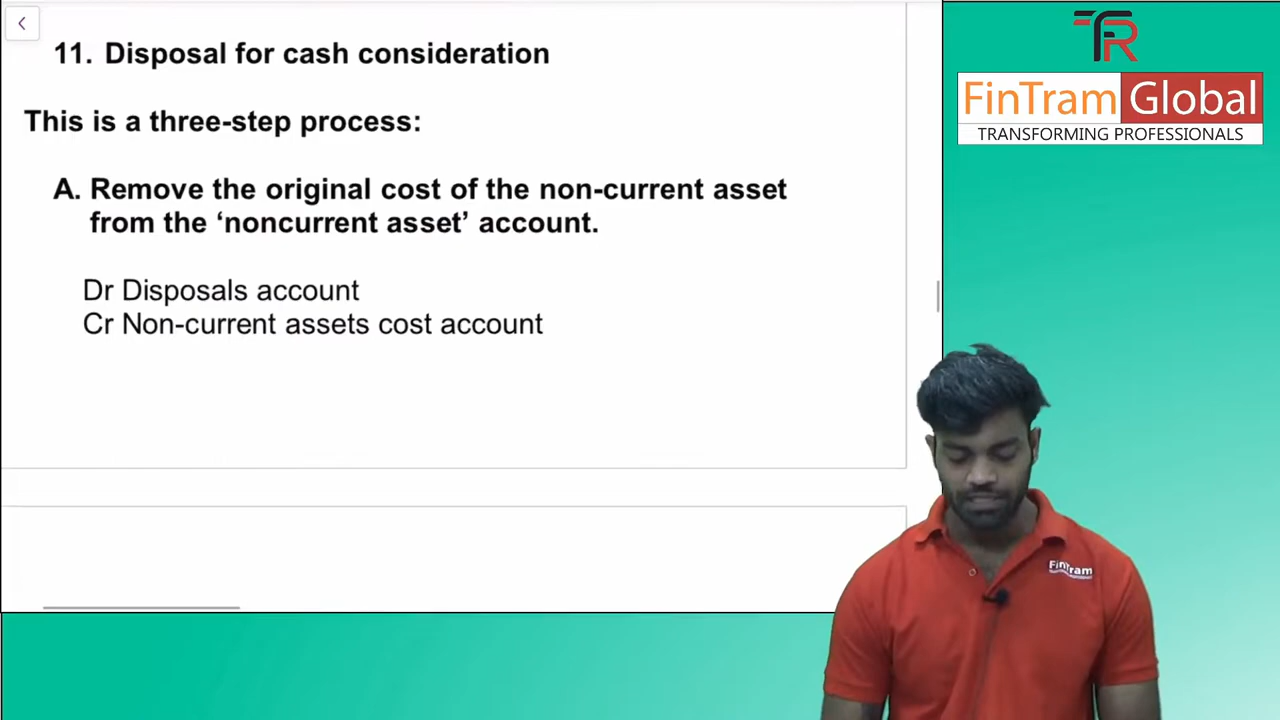 11. Disposal for cash consideration
This is a three-step process:
A. Remove the original cost of the non-current asset
from the ‘noncurrent asset’ account.
Dr Disposals account
Cr Non-current assets cost account
FinTram Global
TRANSFORMING PROFESSIONALS
FinTram